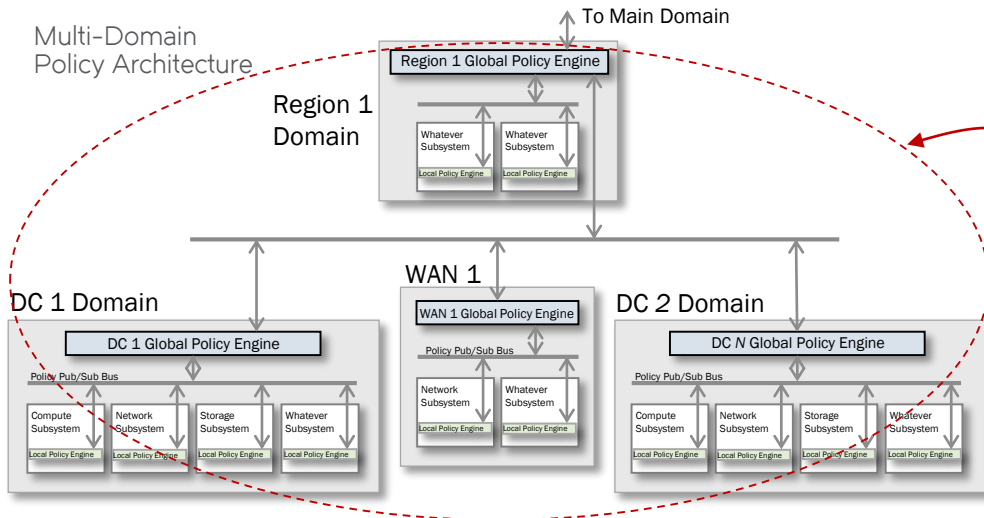 Multi-Domain
Policy Architecture
To Main Domain
Region 1 Global Policy Engine
Region 1
Domain
Whatever
Subsystem
Local Policy Engine
Whatever
Subsystem
Local Policy Engine
DC 1 Domain
DC 1 Global Policy Engine
Policy Pub/Sub Bus
Compute
Subsystem
Local Policy Engine
Network
Subsystem
Local Policy Engine
Storage
Subsystem
Local Policy Engine
Whatever
Subsystem
Local Policy Engine
WAN 1
WAN 1 Global Policy Engine
Policy Pub/Sub Bus
Network
Subsystem
Local Policy Engine
Whatever
Subsystem
Local Policy Engine
DC 2 Domain
DC N Global Policy Engine
Policy Pub/Sub Bus
Compute
Subsystem
Local Policy Engine
Network
Subsystem
Local Policy Engine
Storage
Subsystem
Local Policy Engine
Whatever
Subsystem
Local Policy Engine